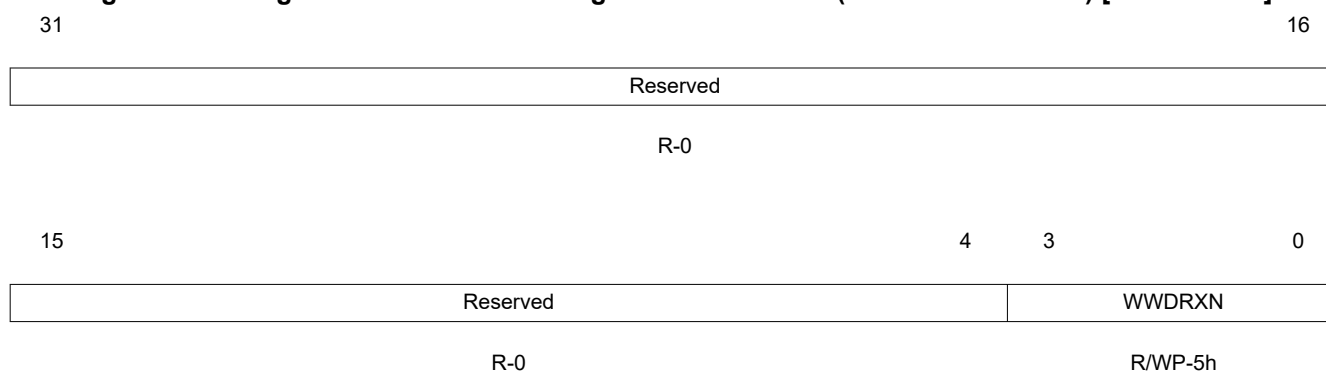 31 16
Reserved
R-0
15 4 3 0
Reserved WWDRXN
R-0 R/WP-5h